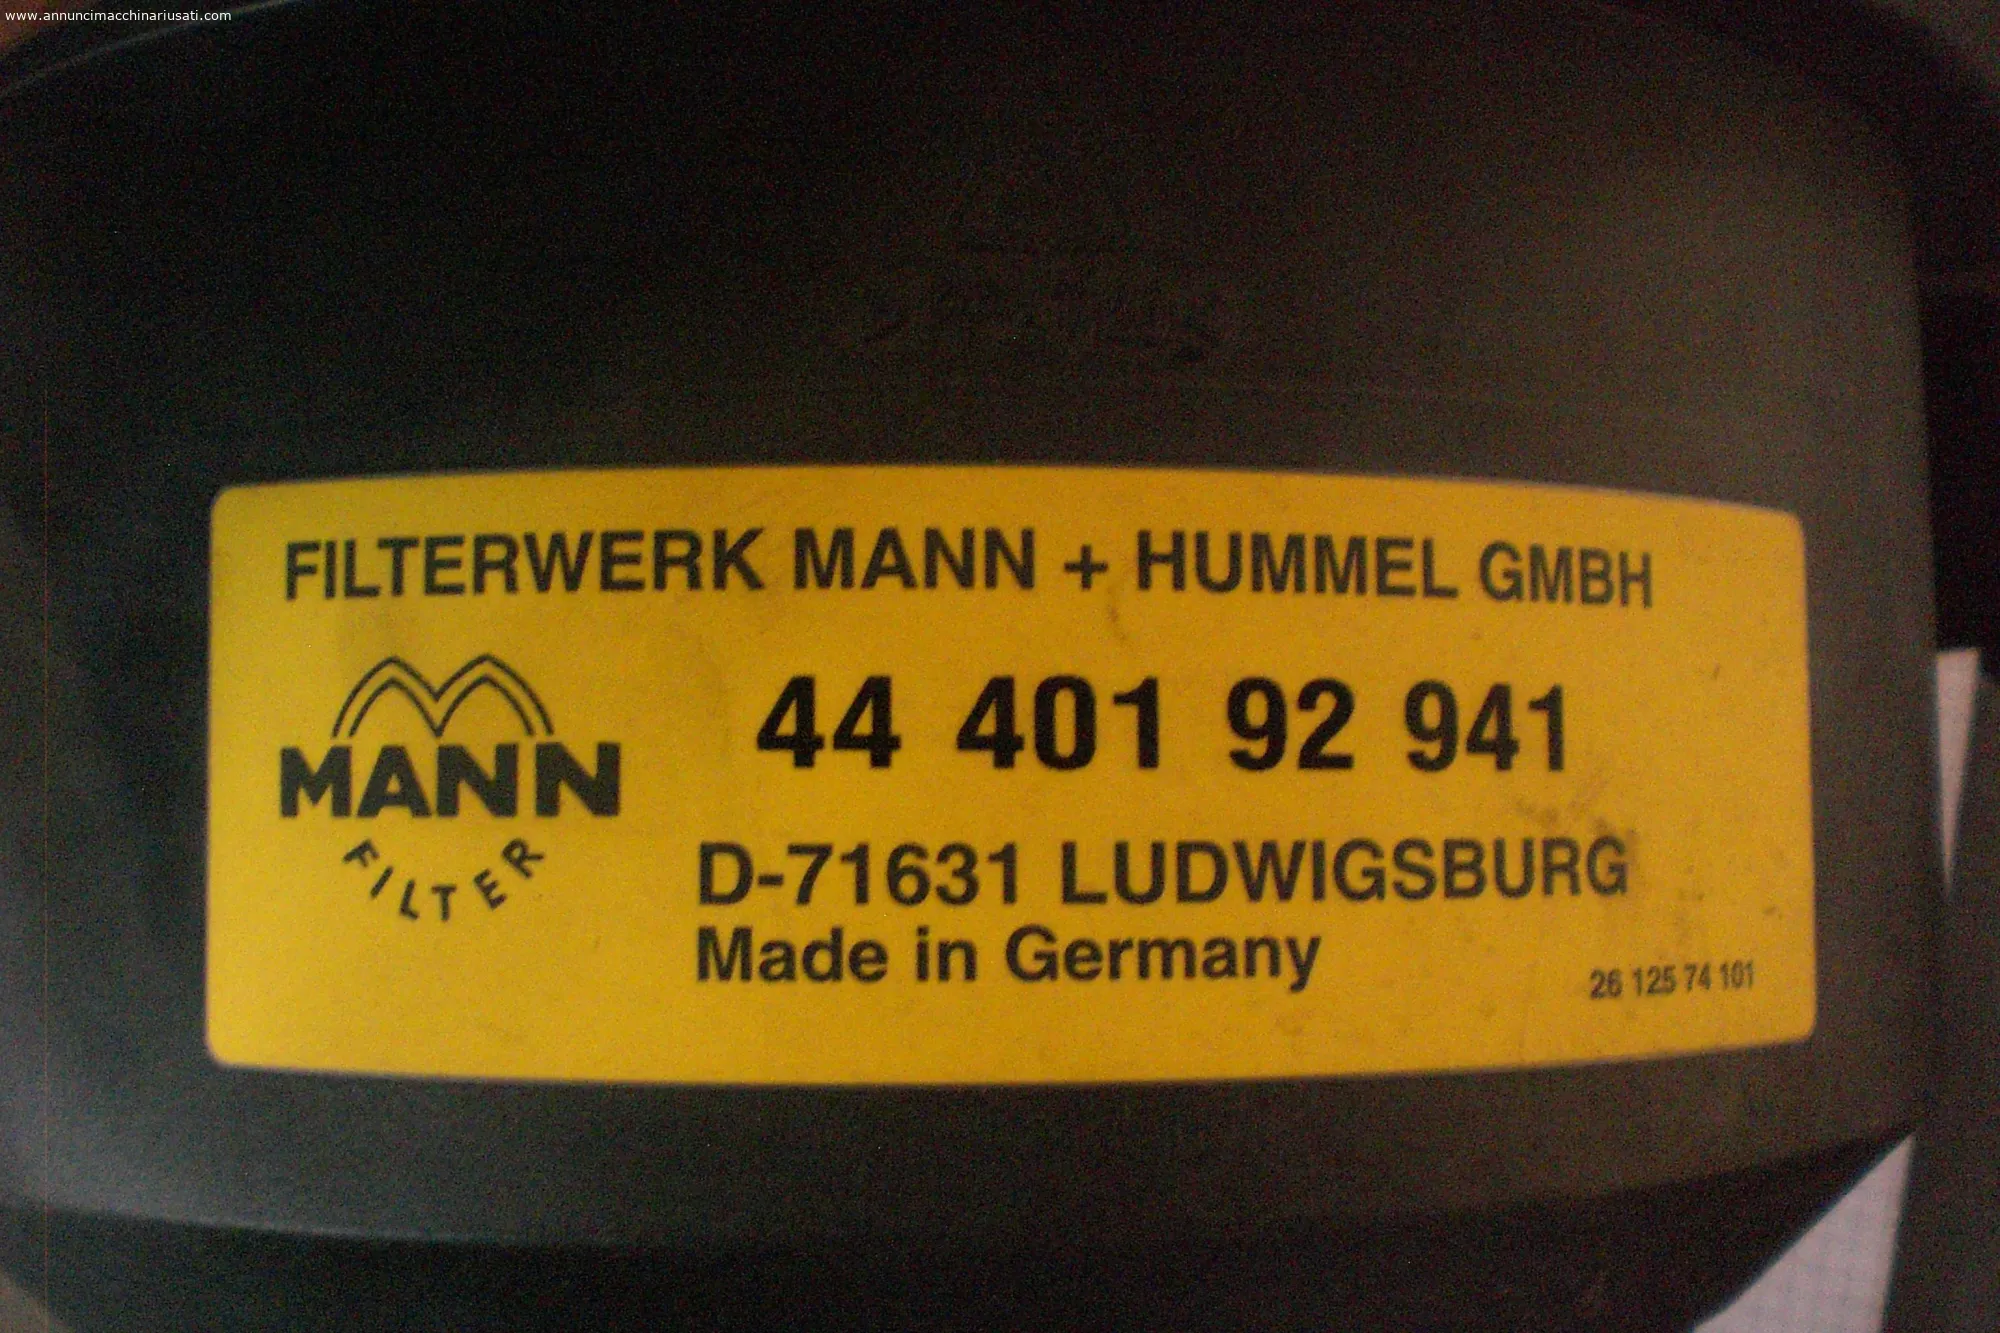 www.annuncimacchinariusati.com
FILTERWERK MANN + HUMMEL GMBH
MANN
FILTER
44 401 92 941
D-71631 LUDWIGSBURG
Made in Germany
26 125 74 101